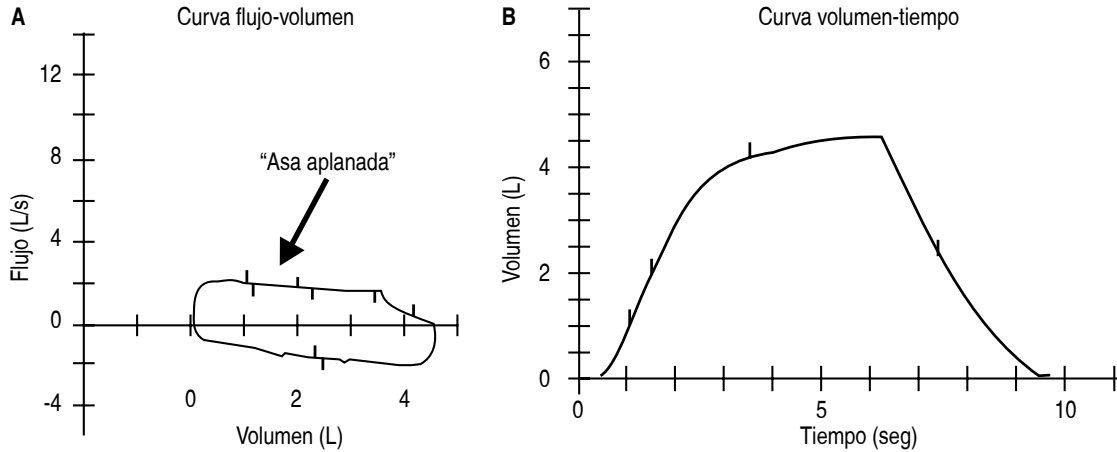 A
Curva flujo-volumen
12
8
4
0
-4
Flujo (L/s)
“Asa aplanada”
0 2 4
Volumen (L)
B
Curva volumen-tiempo
6
4
2
0
Volumen (L)
0 5 10
Tiempo (seg)